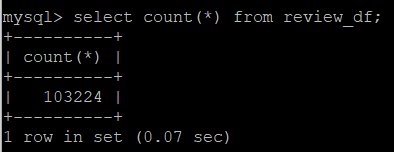 mysql> select count(*) from review_df;
+----------+
| count(*) |
+----------+
|   103224 |
+----------+
1 row in set (0.07 sec)